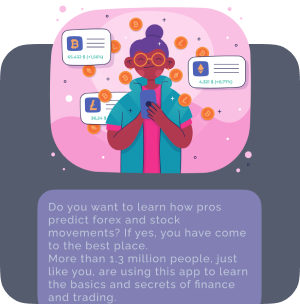 Do you want to learn how pros
predict forex and stock
movements? If yes, you have come
to the best place.
More than 1.3 million people, just
like you, are using this app to learn
the basics and secrets of finance
and trading.